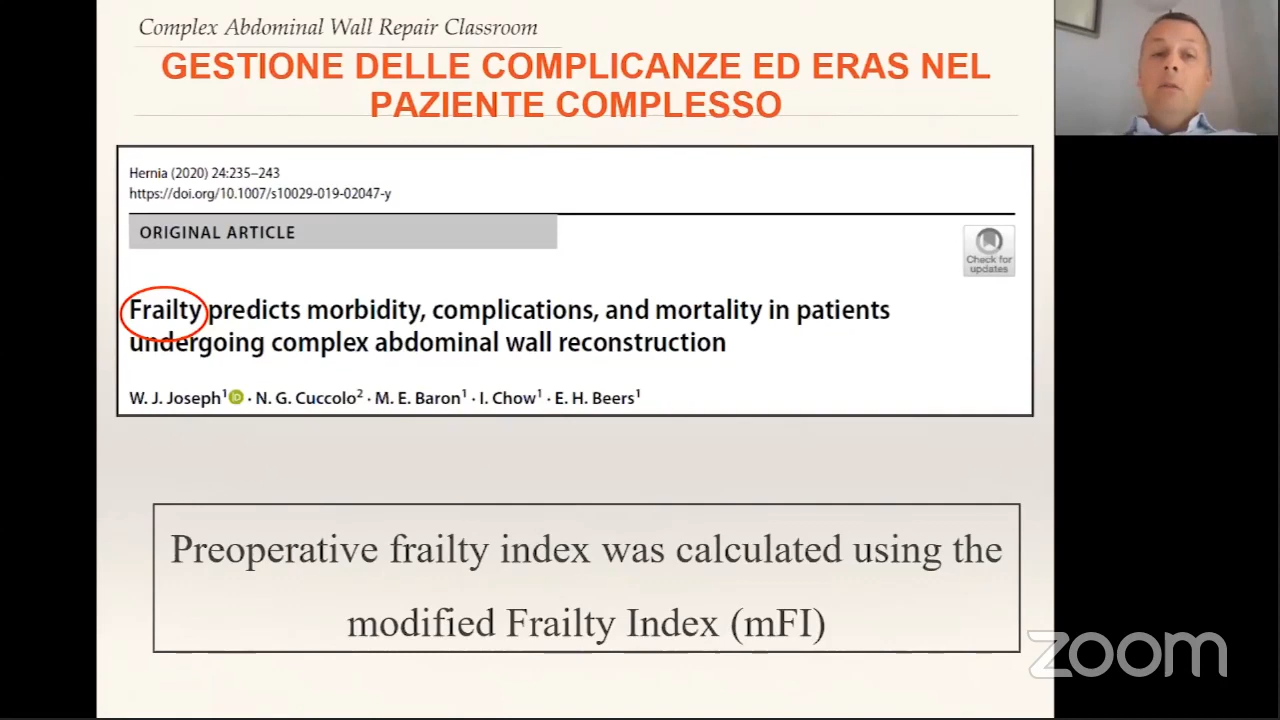 Complex Abdominal Wall Repair Classroom
GESTIONE DELLE COMPLICANZE ED ERAS NEL
PAZIENTE COMPLESSO
Hernia (2020) 24:235–243
https://doi.org/10.1007/s10029-019-02047-y
ORIGINAL ARTICLE
Check for
updates
Frailty predicts morbidity, complications, and mortality in patients
undergoing complex abdominal wall reconstruction
W. J. Joseph¹ iD · N. G. Cuccolo² · M. E. Baron¹ · I. Chow¹ · E. H. Beers¹
Preoperative frailty index was calculated using the
modified Frailty Index (mFI)
zoom